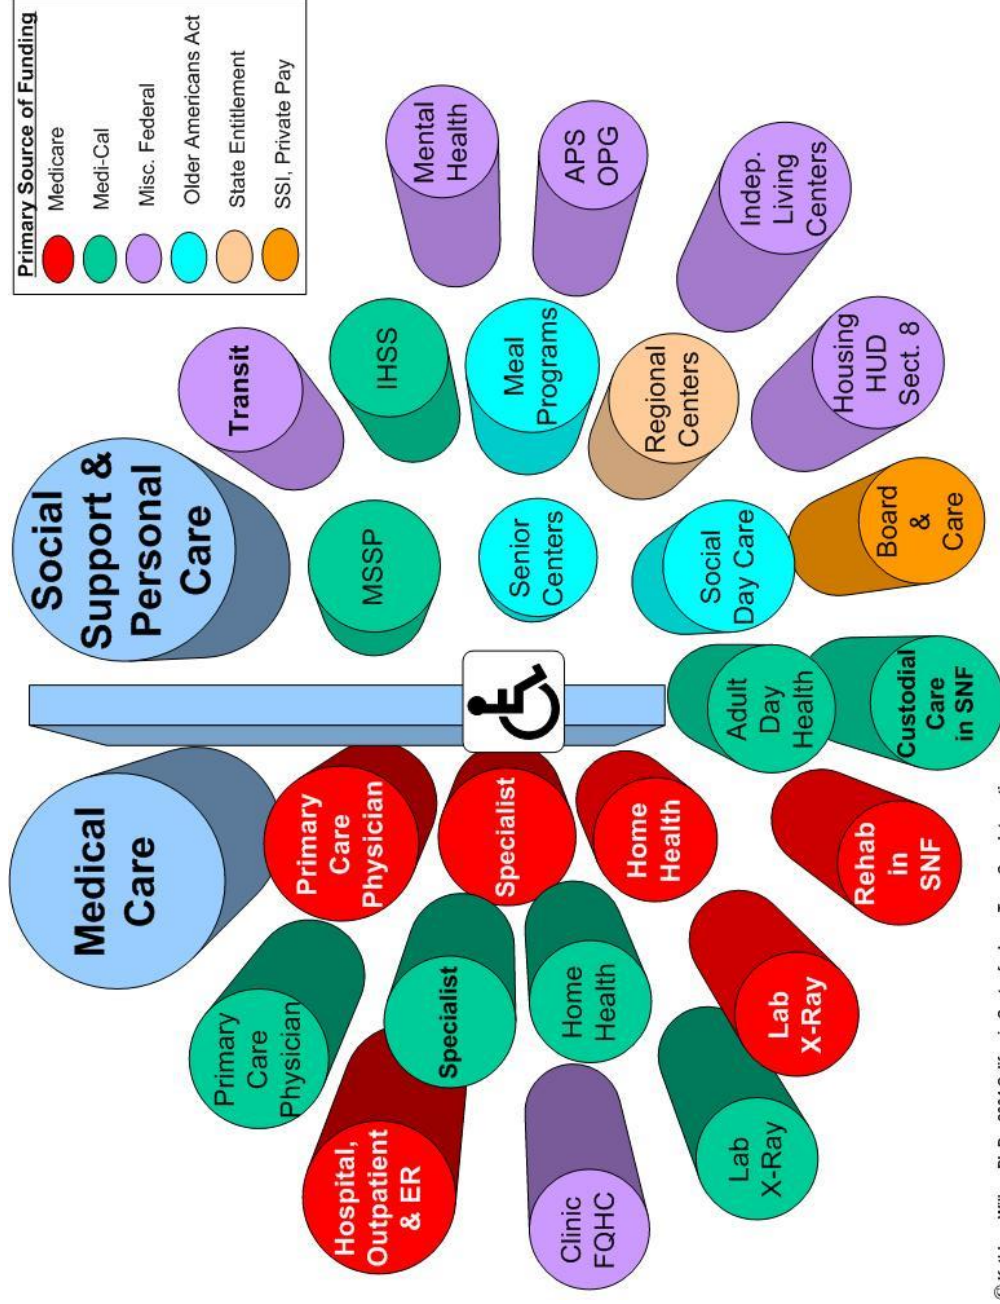 Primary Source of Funding
Medicare
Medi-Cal
Misc. Federal
Older Americans Act
State Entitlement
SSI, Private Pay
Medical
Care
Social
Support &
Personal
Care
Primary
Care
Physician
Primary
Care
Physician
Hospital,
Outpatient
& ER
Specialist
Specialist
Clinic
FQHC
Home
Health
Home
Health
Lab
X-Ray
Lab
X-Ray
Rehab
in
SNF
Adult
Day
Health
Custodial
Care
in SNF
MSSP
Senior
Centers
Social
Day Care
Board
&
Care
Transit
IHSS
Meal
Programs
Regional
Centers
Housing
HUD
Sect. 8
Mental
Health
APS
OPG
Indep.
Living
Centers